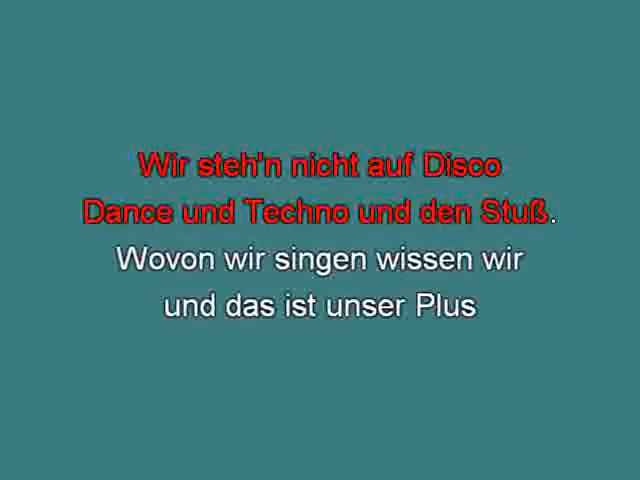 Wir steh'n nicht auf Disco
Dance und Techno und den Stuß.
Wovon wir singen wissen wir
und das ist unser Plus